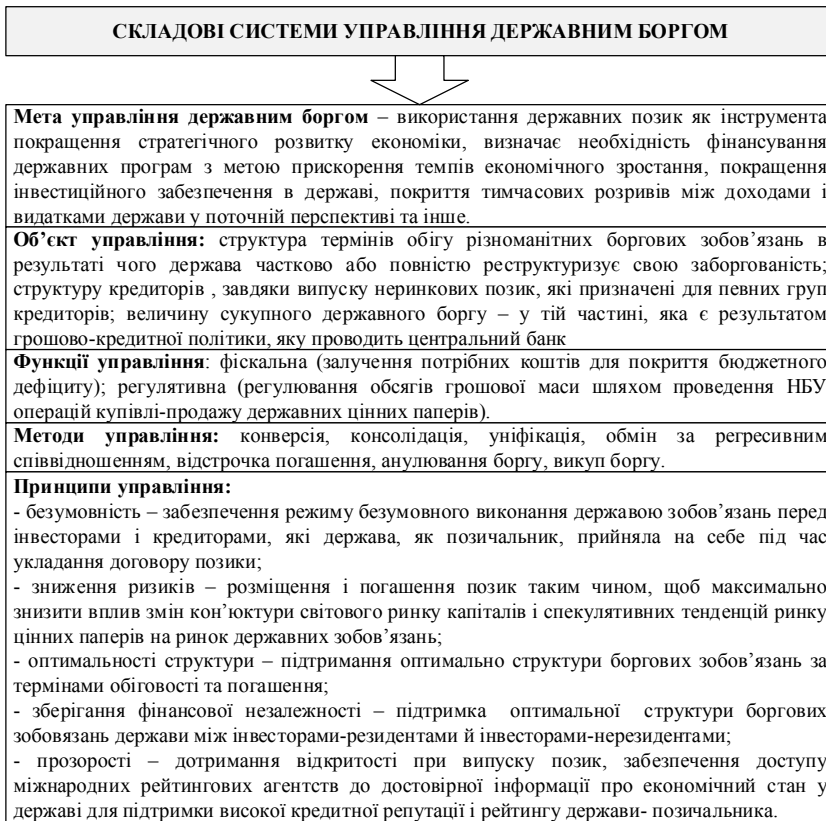 СКЛАДОВІ СИСТЕМИ УПРАВЛІННЯ ДЕРЖАВНИМ БОРГОМ
Мета управління державним боргом – використання державних позик як інструмента
покращення стратегічного розвитку економіки, визначає необхідність фінансування
державних програм з метою прискорення темпів економічного зростання, покращення
інвестиційного забезпечення в державі, покриття тимчасових розривів між доходами і
видатками держави у поточній перспективі та інше.
Об’єкт управління: структура термінів обігу різноманітних боргових зобов’язань в
результаті чого держава частково або повністю реструктуризує свою заборгованість;
структуру кредиторів , завдяки випуску неринкових позик, які призначені для певних груп
кредиторів; величину сукупного державного боргу – у тій частині, яка є результатом
грошово-кредитної політики, яку проводить центральний банк
Функції управління: фіскальна (залучення потрібних коштів для покриття бюджетного
дефіциту); регулятивна (регулювання обсягів грошової маси шляхом проведення НБУ
операцій купівлі-продажу державних цінних паперів).
Методи управління: конверсія, консолідація, уніфікація, обмін за регресивним
співвідношенням, відстрочка погашення, анулювання боргу, викуп боргу.
Принципи управління:
- безумовність – забезпечення режиму безумовного виконання державою зобов’язань перед
інвесторами і кредиторами, які держава, як позичальник, прийняла на себе під час
укладання договору позики;
- зниження ризиків – розміщення і погашення позик таким чином, щоб максимально
знизити вплив змін кон’юктури світового ринку капіталів і спекулятивних тенденцій ринку
цінних паперів на ринок державних зобов’язань;
- оптимальності структури – підтримання оптимально структури боргових зобов’язань за
термінами обіговості та погашення;
- зберігання фінансової незалежності – підтримка оптимальної структури боргових
зобовязань держави між інвесторами-резидентами й інвесторами-нерезидентами;
- прозорості – дотримання відкритості при випуску позик, забезпечення доступу
міжнародних рейтингових агентств до достовірної інформації про економічний стан у
державі для підтримки високої кредитної репутації і рейтингу держави- позичальника.